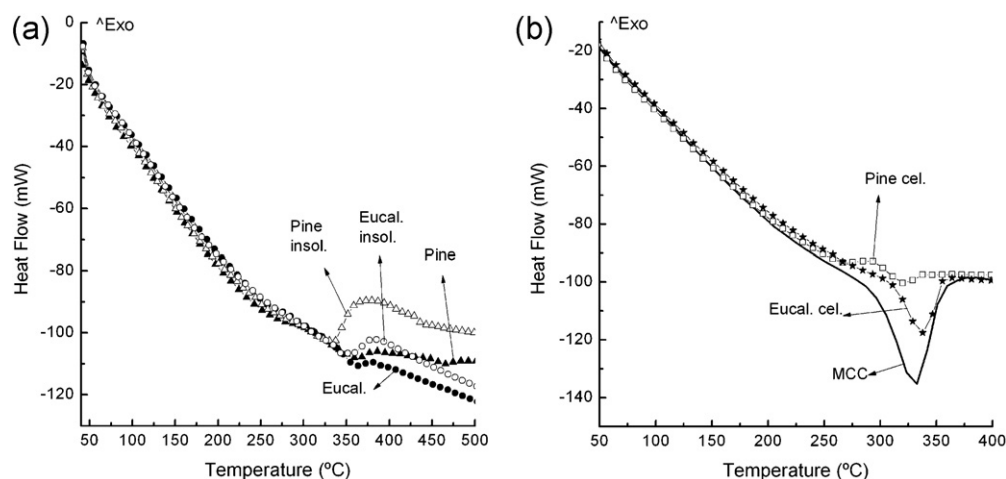 (a)
^Exo
0
-20
-40
-60
-80
-100
-120
Heat Flow (mW)
Pine
insol.
Eucal.
insol.
Pine
Eucal.
50 100 150 200 250 300 350 400 450 500
Temperature (ºC)
(b)
^Exo
-20
-40
-60
-80
-100
-120
-140
Heat Flow (mW)
Pine cel.
Eucal. cel.
MCC
50 100 150 200 250 300 350 400
Temperature (ºC)